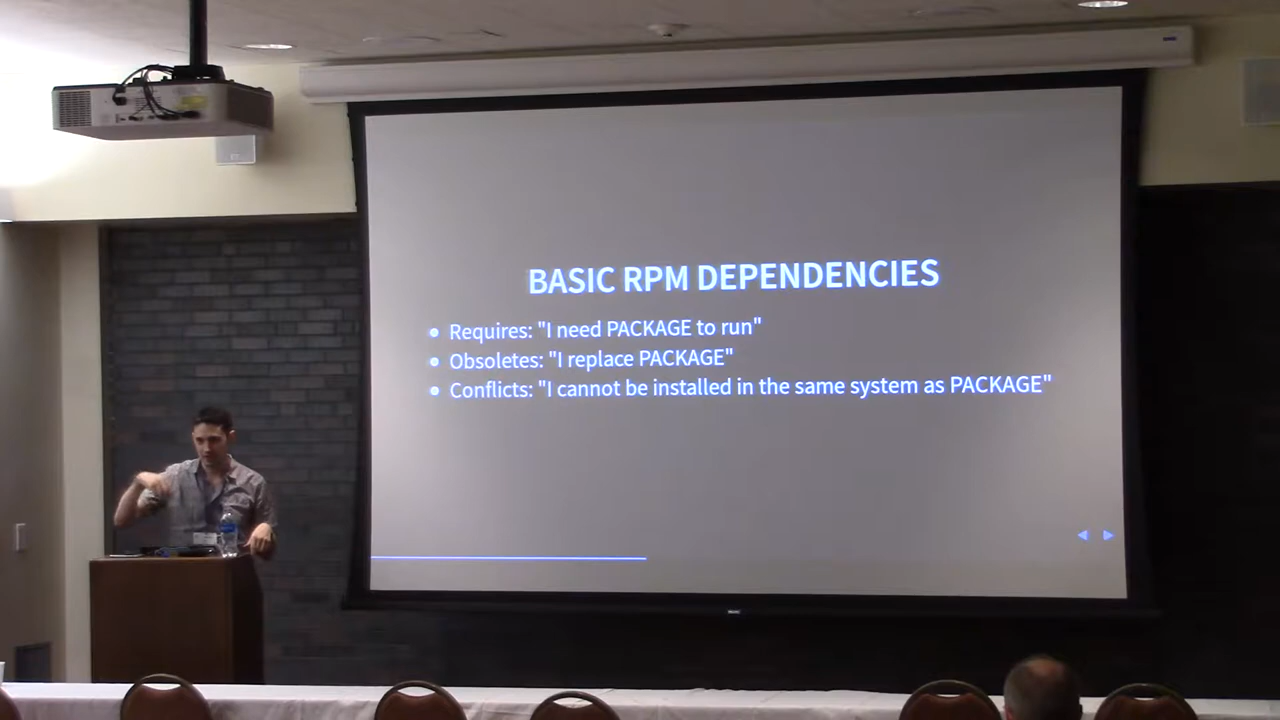 BASIC RPM DEPENDENCIES
Requires: "I need PACKAGE to run"
Obsoletes: "I replace PACKAGE"
Conflicts: "I cannot be installed in the same system as PACKAGE"